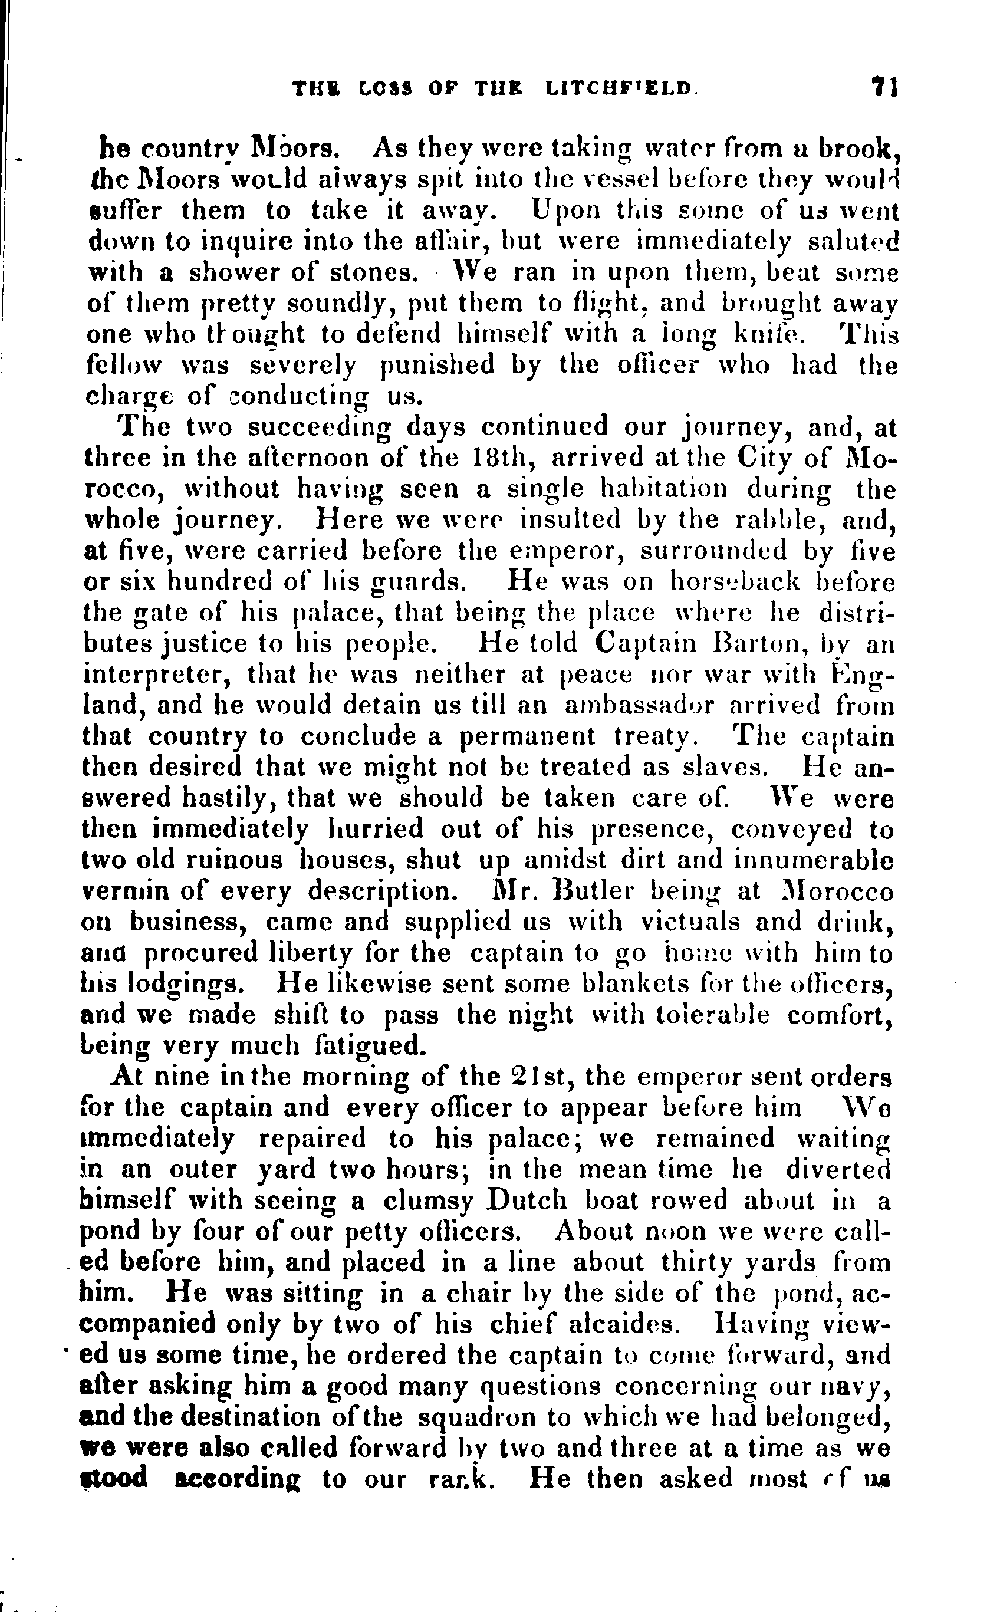 THE LOSS OF THE LITCHFIELD. 71
he country Moors. As they were taking water from a brook,
the Moors would always spit into the vessel before they would
suffer them to take it away. Upon this some of us went
down to inquire into the affair, but were immediately saluted
with a shower of stones. We ran in upon them, beat some
of them pretty soundly, put them to flight, and brought away
one who thought to defend himself with a long knife. This
fellow was severely punished by the officer who had the
charge of conducting us.
The two succeeding days continued our journey, and, at
three in the afternoon of the 18th, arrived at the City of Mo-
rocco, without having seen a single habitation during the
whole journey. Here we were insulted by the rabble, and,
at five, were carried before the emperor, surrounded by five
or six hundred of his guards. He was on horseback before
the gate of his palace, that being the place where he distri-
butes justice to his people. He told Captain Barton, by an
interpreter, that he was neither at peace nor war with Eng-
land, and he would detain us till an ambassador arrived from
that country to conclude a permanent treaty. The captain
then desired that we might not be treated as slaves. He an-
swered hastily, that we should be taken care of. We were
then immediately hurried out of his presence, conveyed to
two old ruinous houses, shut up amidst dirt and innumerable
vermin of every description. Mr. Butler being at Morocco
on business, came and supplied us with victuals and drink,
and procured liberty for the captain to go home with him to
his lodgings. He likewise sent some blankets for the officers,
and we made shift to pass the night with tolerable comfort,
being very much fatigued.
At nine in the morning of the 21st, the emperor sent orders
for the captain and every officer to appear before him We
immediately repaired to his palace; we remained waiting
in an outer yard two hours; in the mean time he diverted
himself with seeing a clumsy Dutch boat rowed about in a
pond by four of our petty officers. About noon we were call-
ed before him, and placed in a line about thirty yards from
him. He was sitting in a chair by the side of the pond, ac-
companied only by two of his chief alcaides. Having view-
ed us some time, he ordered the captain to come forward, and
after asking him a good many questions concerning our navy,
and the destination of the squadron to which we had belonged,
we were also called forward by two and three at a time as we
stood according to our rank. He then asked most of us